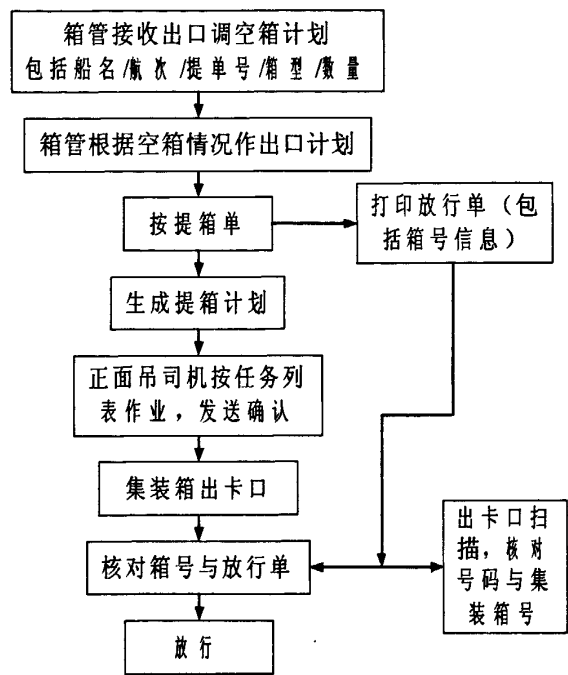 箱管接收出口调空箱计划
包括船名/航次/提单号/箱型/数量
箱管根据空箱情况作出口计划
按提箱单
打印放行单（包
括箱号信息）
生成提箱计划
正面吊司机按任务列
表作业，发送确认
集装箱出卡口
出卡口扫
描，核对
号码与集
装箱号
核对箱号与放行单
放行